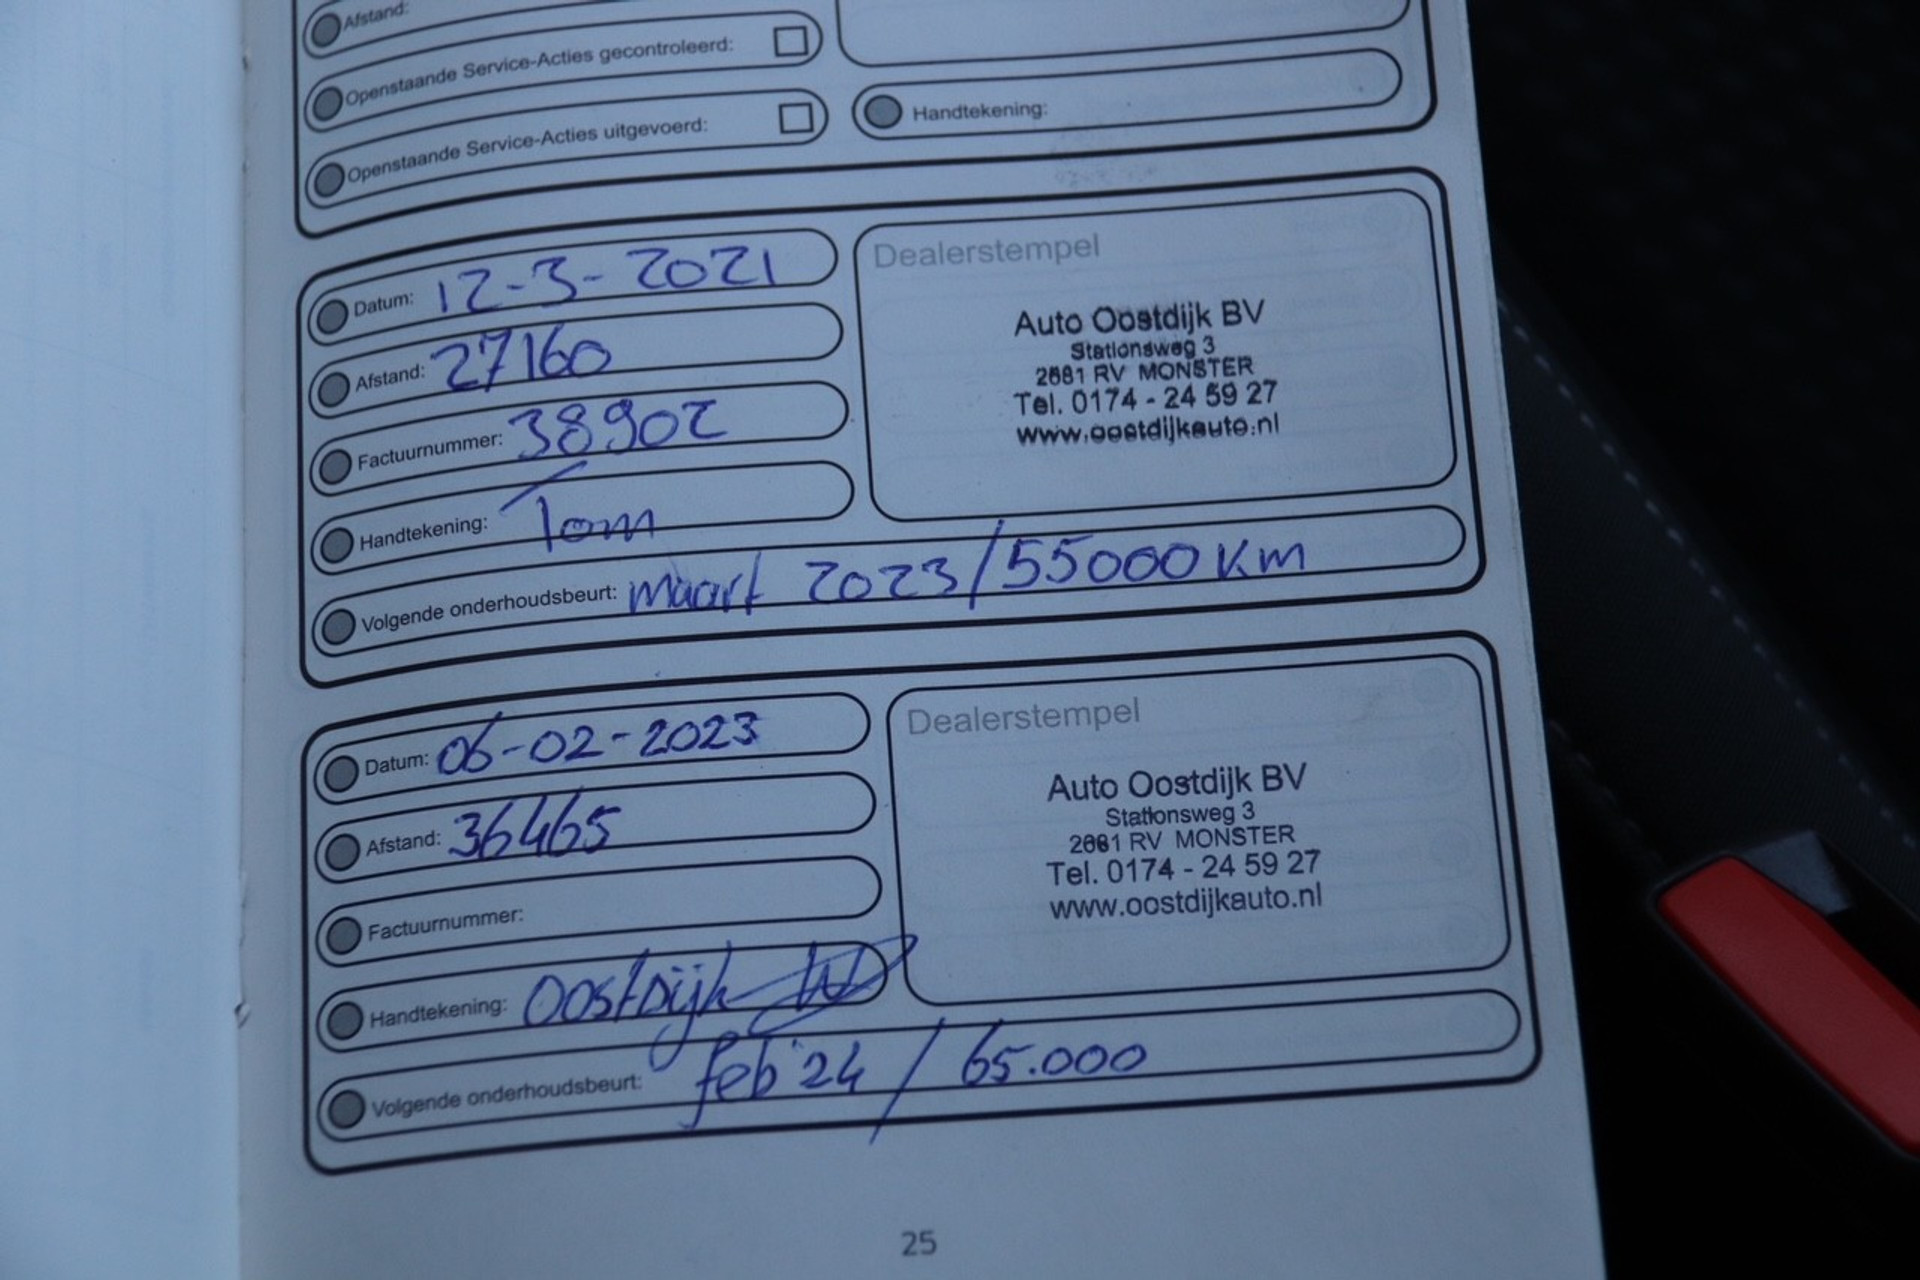 Afstand:
Openstaande Service-Acties gecontroleerd:
Openstaande Service-Acties uitgevoerd:
Handtekening:
Datum: 12-3-2021
Afstand: 27160
Factuurnummer: 38902
Handtekening: Tom
Volgende onderhoudsbeurt: maart 2023/55000 km
Dealerstempel
Auto Oostdijk BV
Stationsweg 3
2681 RV MONSTER
Tel. 0174 - 24 59 27
www.oostdijkauto.nl
Datum: 06-02-2023
Afstand: 36465
Factuurnummer:
Handtekening: Oostdijk
Volgende onderhoudsbeurt: feb '24 / 65.000
Dealerstempel
Auto Oostdijk BV
Stationsweg 3
2681 RV MONSTER
Tel. 0174 - 24 59 27
www.oostdijkauto.nl
25